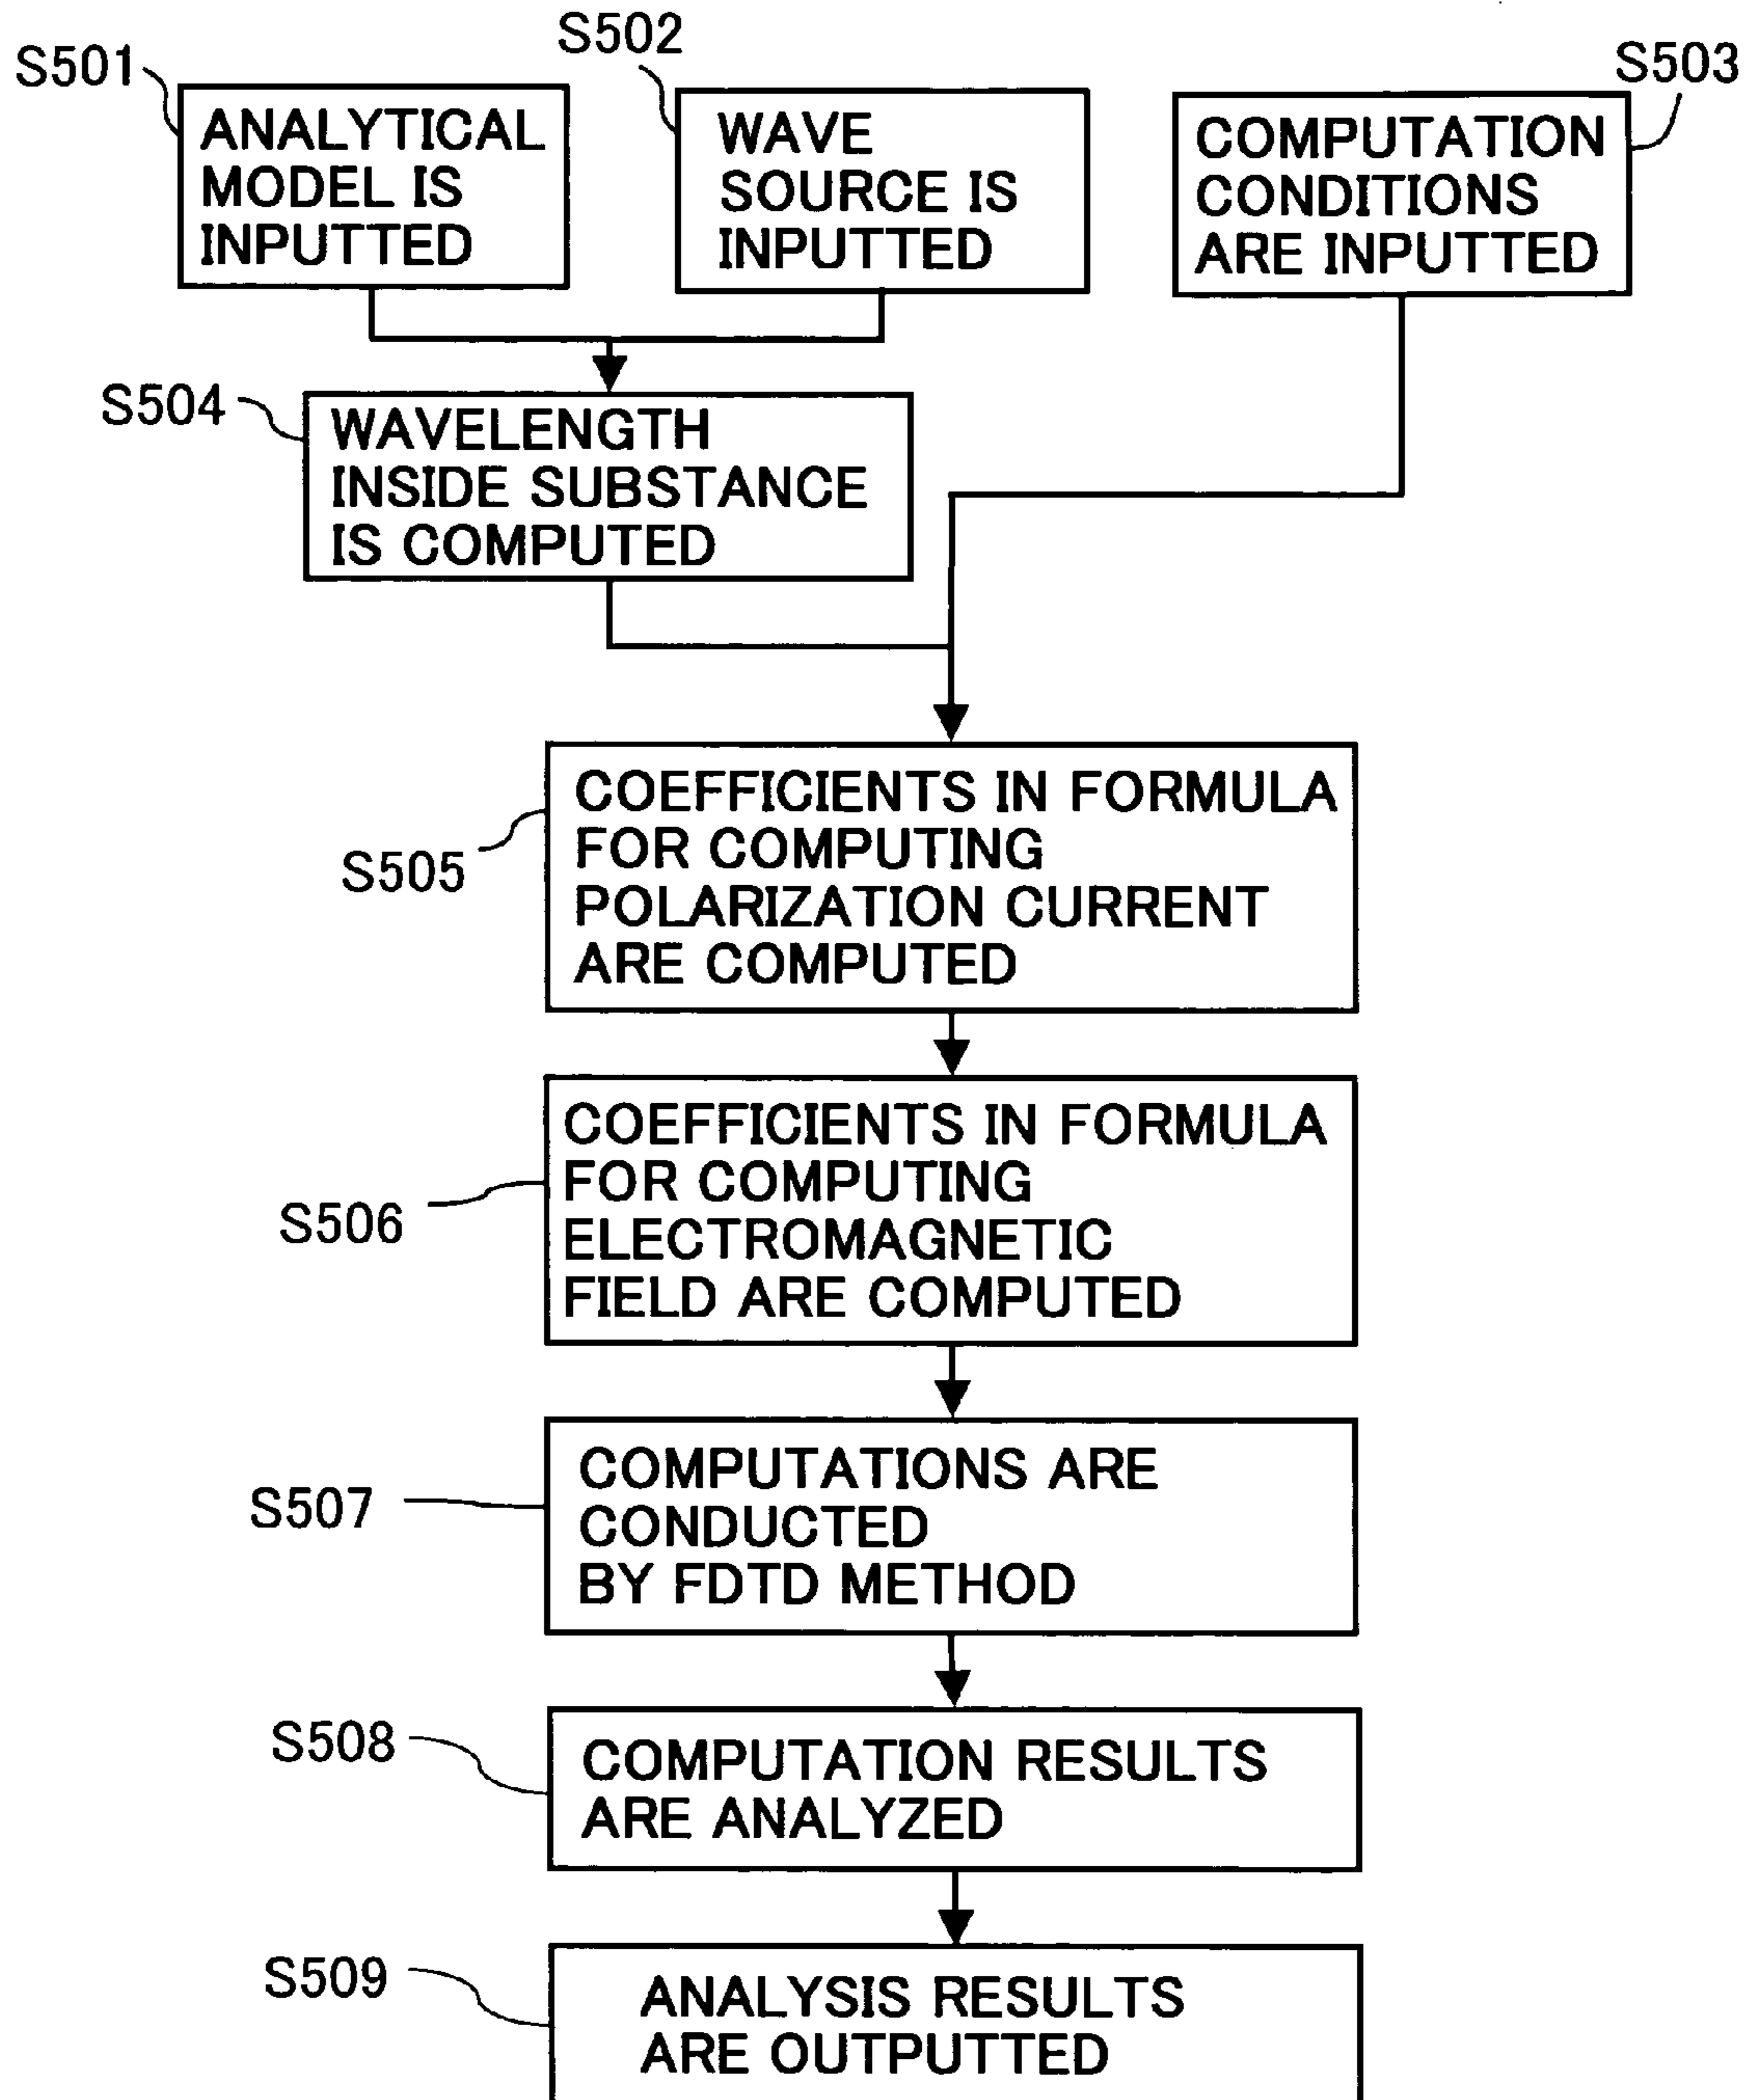 S501
ANALYTICAL
MODEL IS
INPUTTED
S502
WAVE
SOURCE IS
INPUTTED
S503
COMPUTATION
CONDITIONS
ARE INPUTTED
S504
WAVELENGTH
INSIDE SUBSTANCE
IS COMPUTED
S505
COEFFICIENTS IN FORMULA
FOR COMPUTING
POLARIZATION CURRENT
ARE COMPUTED
S506
COEFFICIENTS IN FORMULA
FOR COMPUTING
ELECTROMAGNETIC
FIELD ARE COMPUTED
S507
COMPUTATIONS ARE
CONDUCTED
BY FDTD METHOD
S508
COMPUTATION RESULTS
ARE ANALYZED
S509
ANALYSIS RESULTS
ARE OUTPUTTED